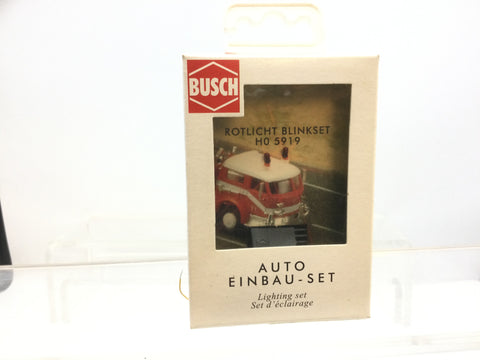 BUSCH
ROTLICHT BLINKSET
H0 5919
AUTO
EINBAU-SET
Lighting set
Set d'éclairage